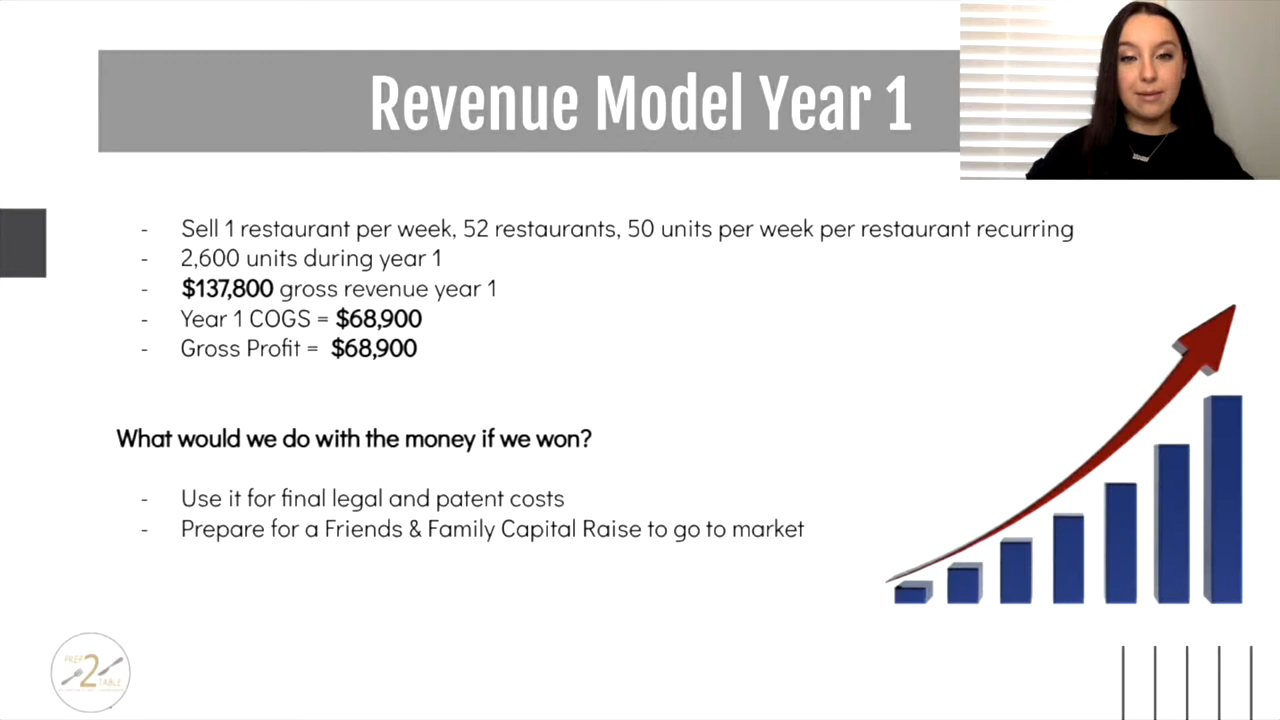 Revenue Model Year 1
- Sell 1 restaurant per week, 52 restaurants, 50 units per week per restaurant recurring
- 2,600 units during year 1
- $137,800 gross revenue year 1
- Year 1 COGS = $68,900
- Gross Profit = $68,900
What would we do with the money if we won?
- Use it for final legal and patent costs
- Prepare for a Friends & Family Capital Raise to go to market
PREP
2
TABLE